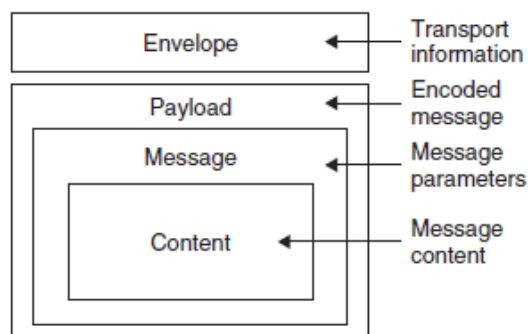 Envelope
Transport
information
Payload
Encoded
message
Message
Message
parameters
Content
Message
content